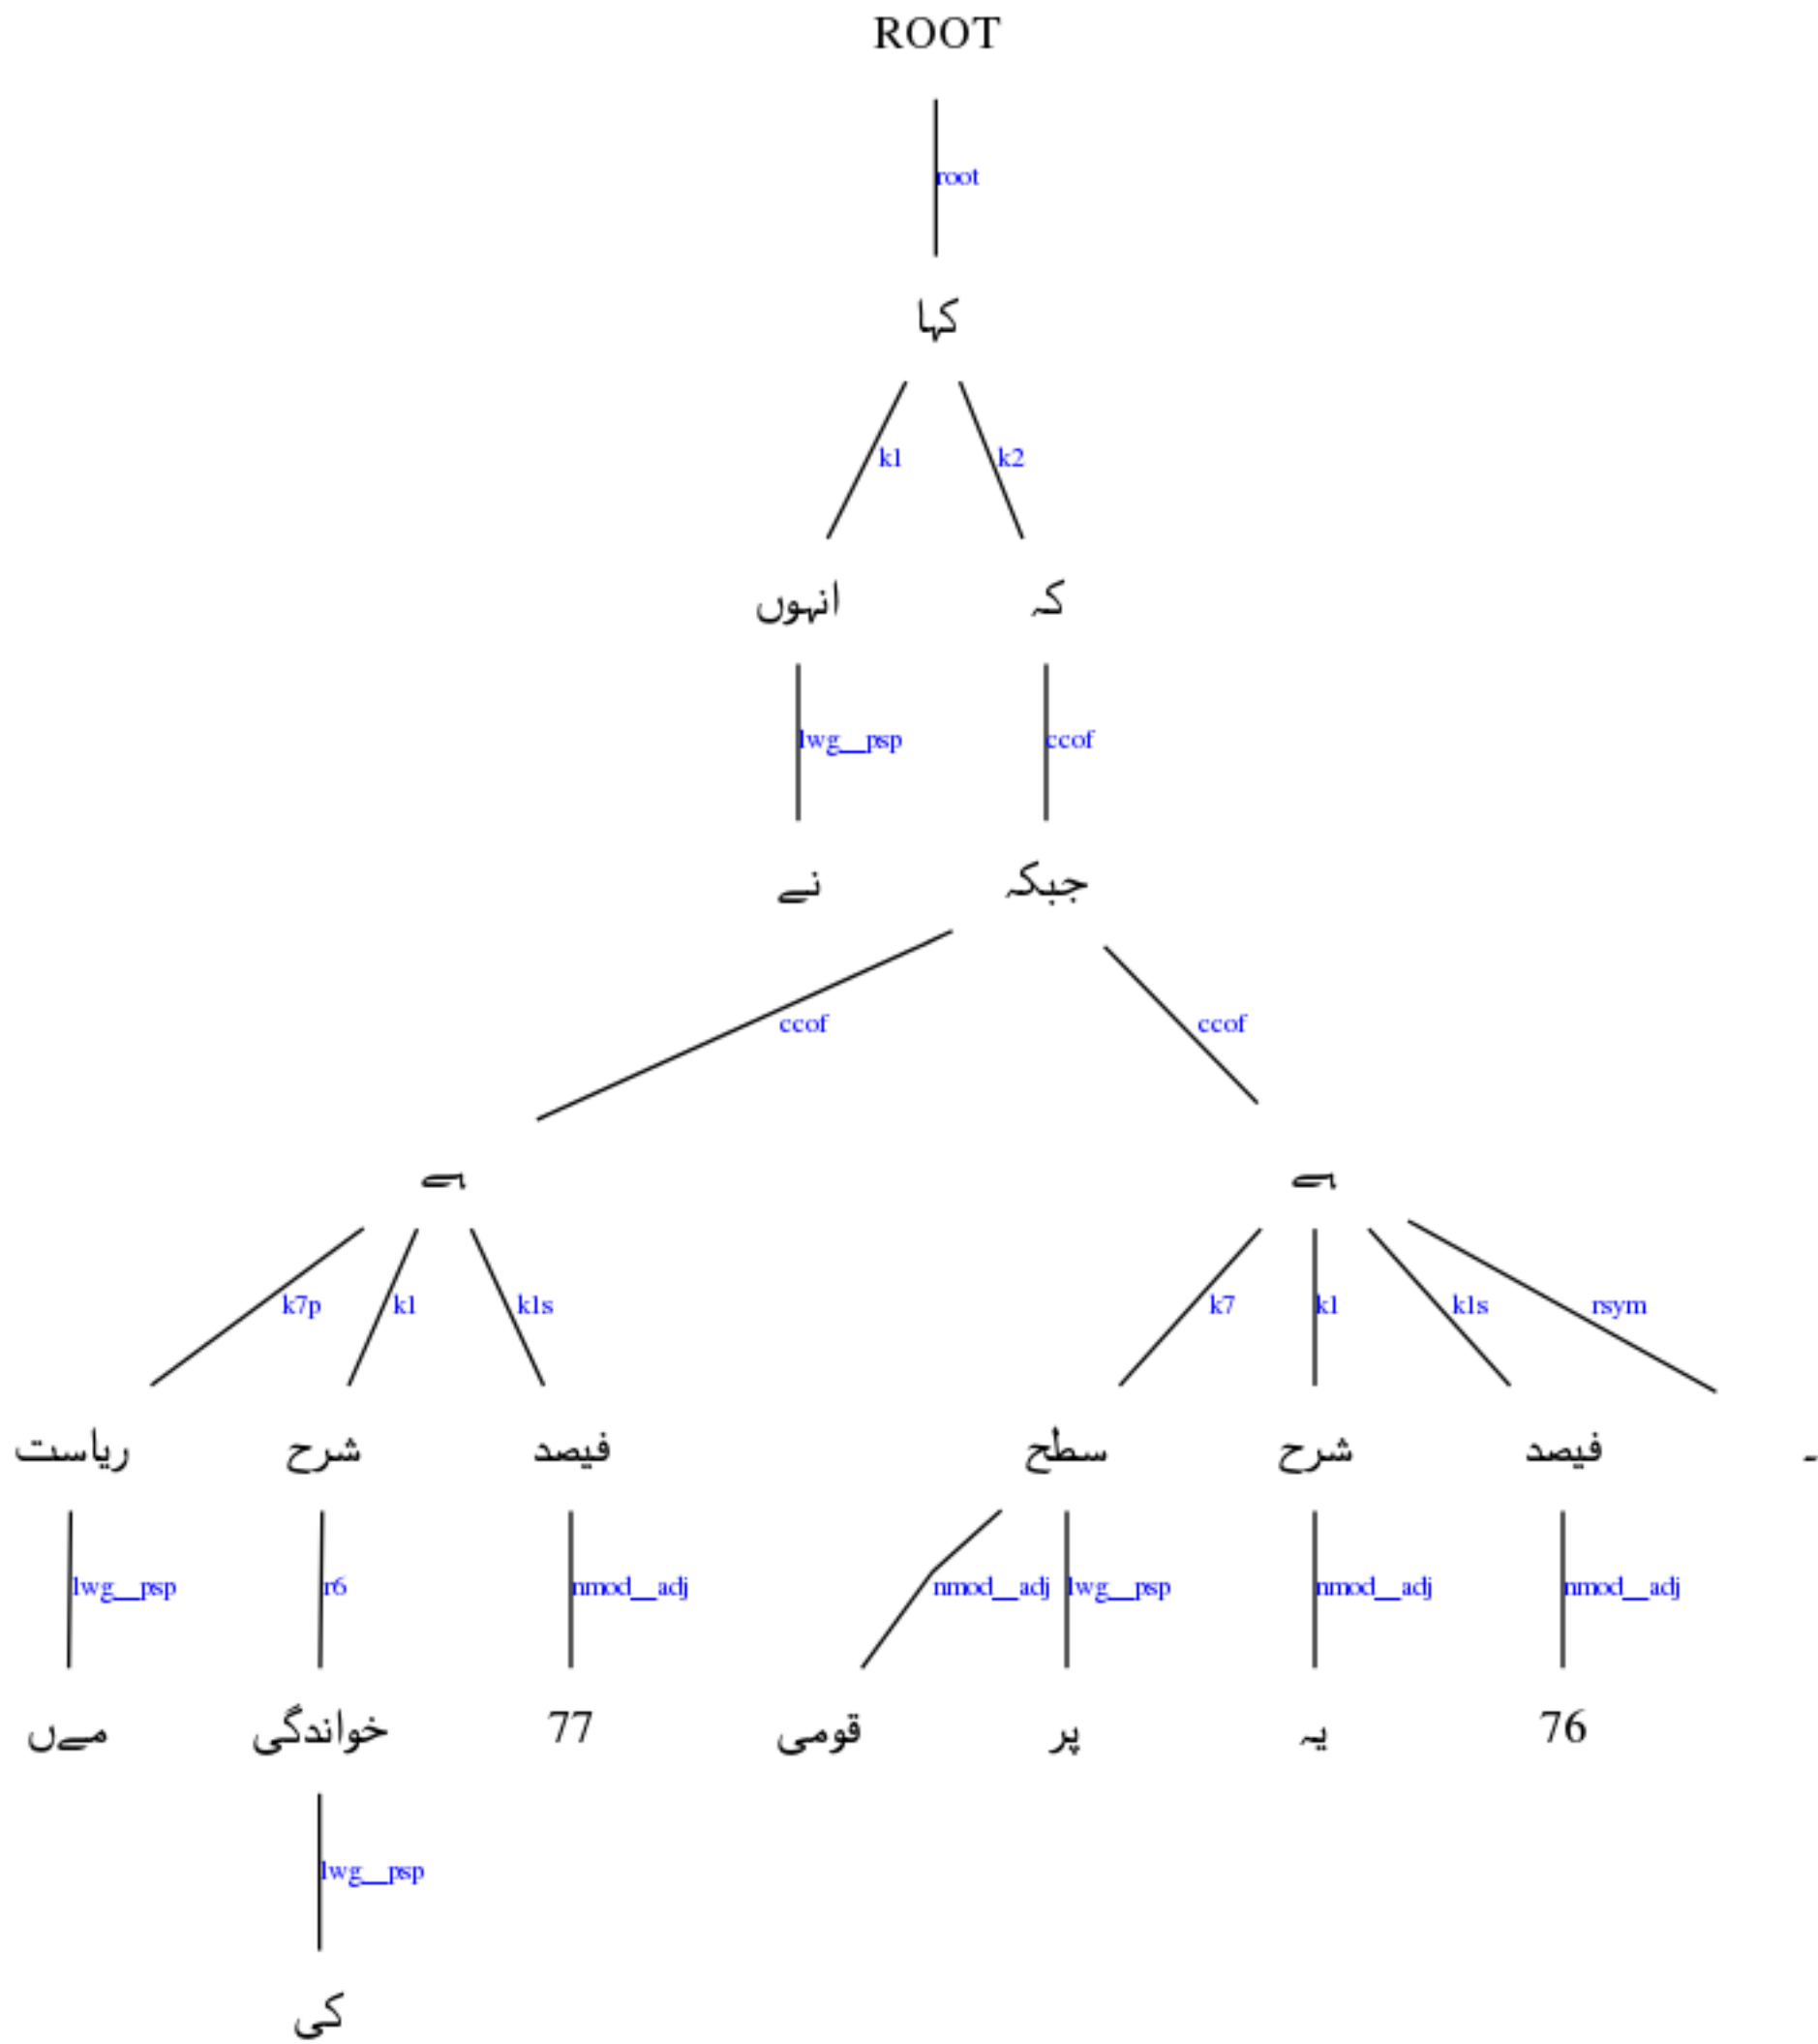 ROOT
root
کہا
k1 k2
انہوں کہ
lwg__psp ccof
نے جبکہ
ccof ccof
ہے ہے
k7p k1 k1s k7 k1 k1s rsym
ریاست شرح فیصد سطح شرح فیصد ۔
lwg__psp r6 nmod__adj nmod__adj lwg__psp nmod__adj nmod__adj
مےں خواندگی 77 قومی پر یہ 76
lwg__psp
کی